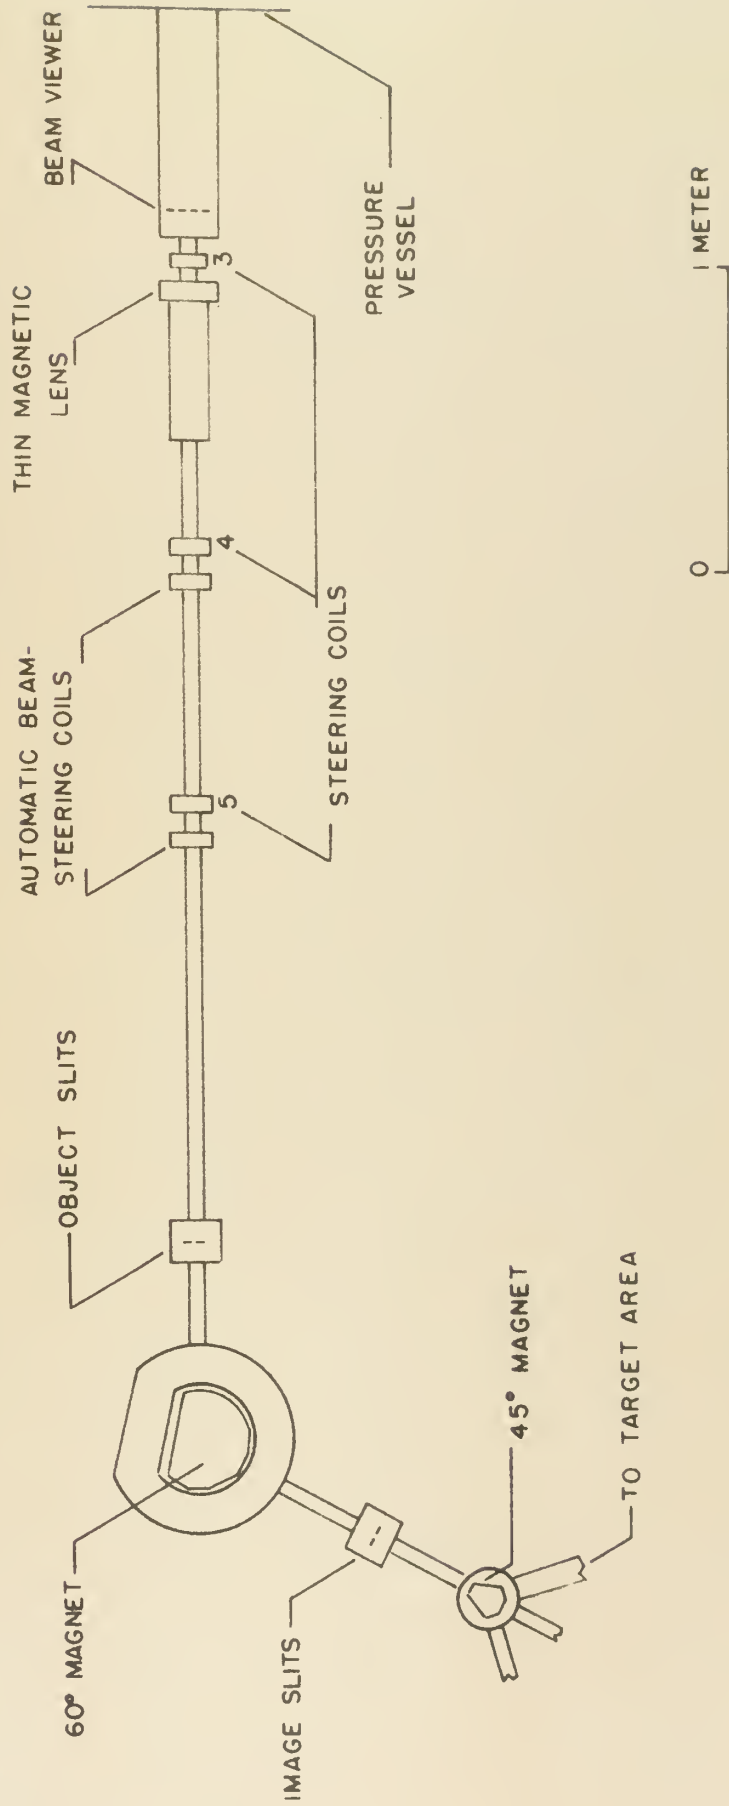 60° MAGNET
OBJECT SLITS
AUTOMATIC BEAM-
STEERING COILS
THIN MAGNETIC
LENS
BEAM VIEWER
IMAGE SLITS
5
4
3
STEERING COILS
PRESSURE
VESSEL
45° MAGNET
TO TARGET AREA
0
1 METER